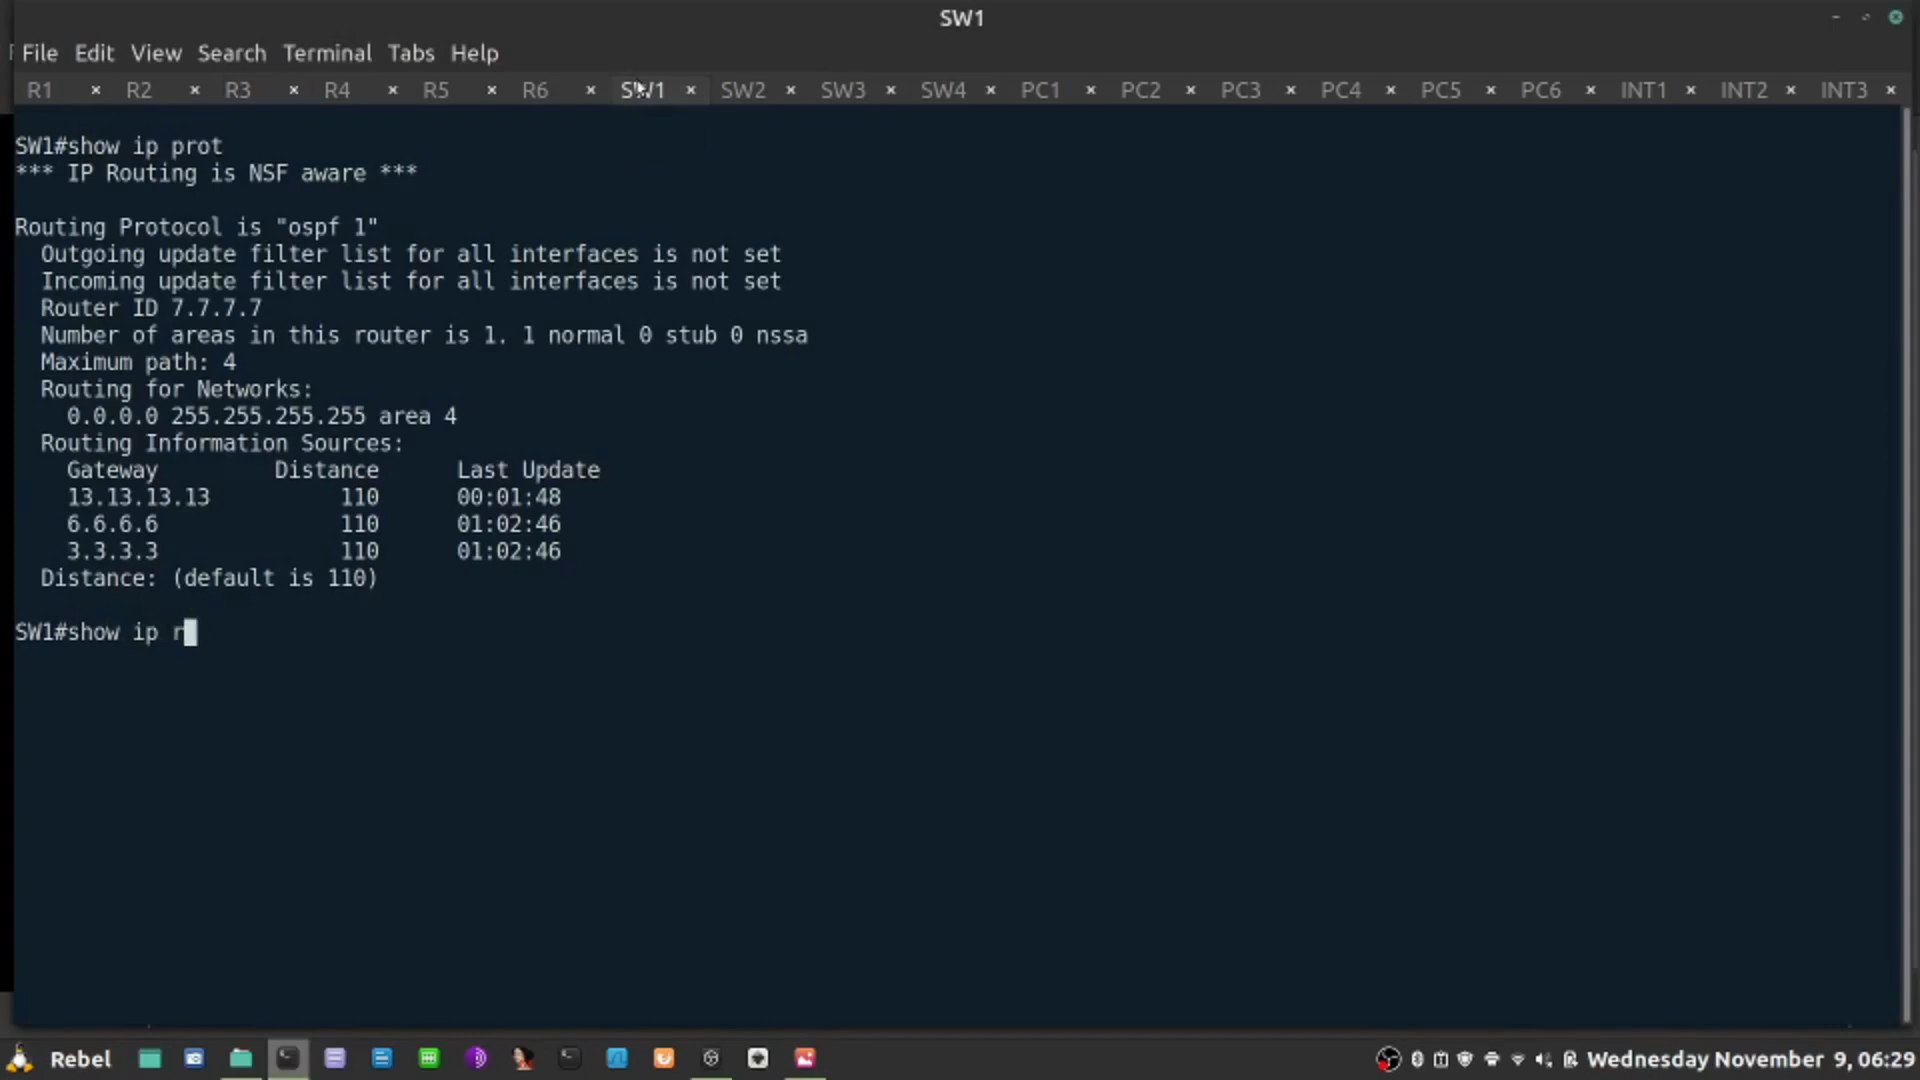 SW1
File Edit View Search Terminal Tabs Help
R1 × R2 × R3 × R4 × R5 × R6 × SW1 × SW2 × SW3 × SW4 × PC1 × PC2 × PC3 × PC4 × PC5 × PC6 × INT1 × INT2 × INT3 ×
SW1#show ip prot
*** IP Routing is NSF aware ***
Routing Protocol is "ospf 1"
Outgoing update filter list for all interfaces is not set
Incoming update filter list for all interfaces is not set
Router ID 7.7.7.7
Number of areas in this router is 1. 1 normal 0 stub 0 nssa
Maximum path: 4
Routing for Networks:
0.0.0.0 255.255.255.255 area 4
Routing Information Sources:
Gateway Distance Last Update
13.13.13.13 110 00:01:48
6.6.6.6 110 01:02:46
3.3.3.3 110 01:02:46
Distance: (default is 110)
SW1#show ip r
Rebel Wednesday November 9, 06:29